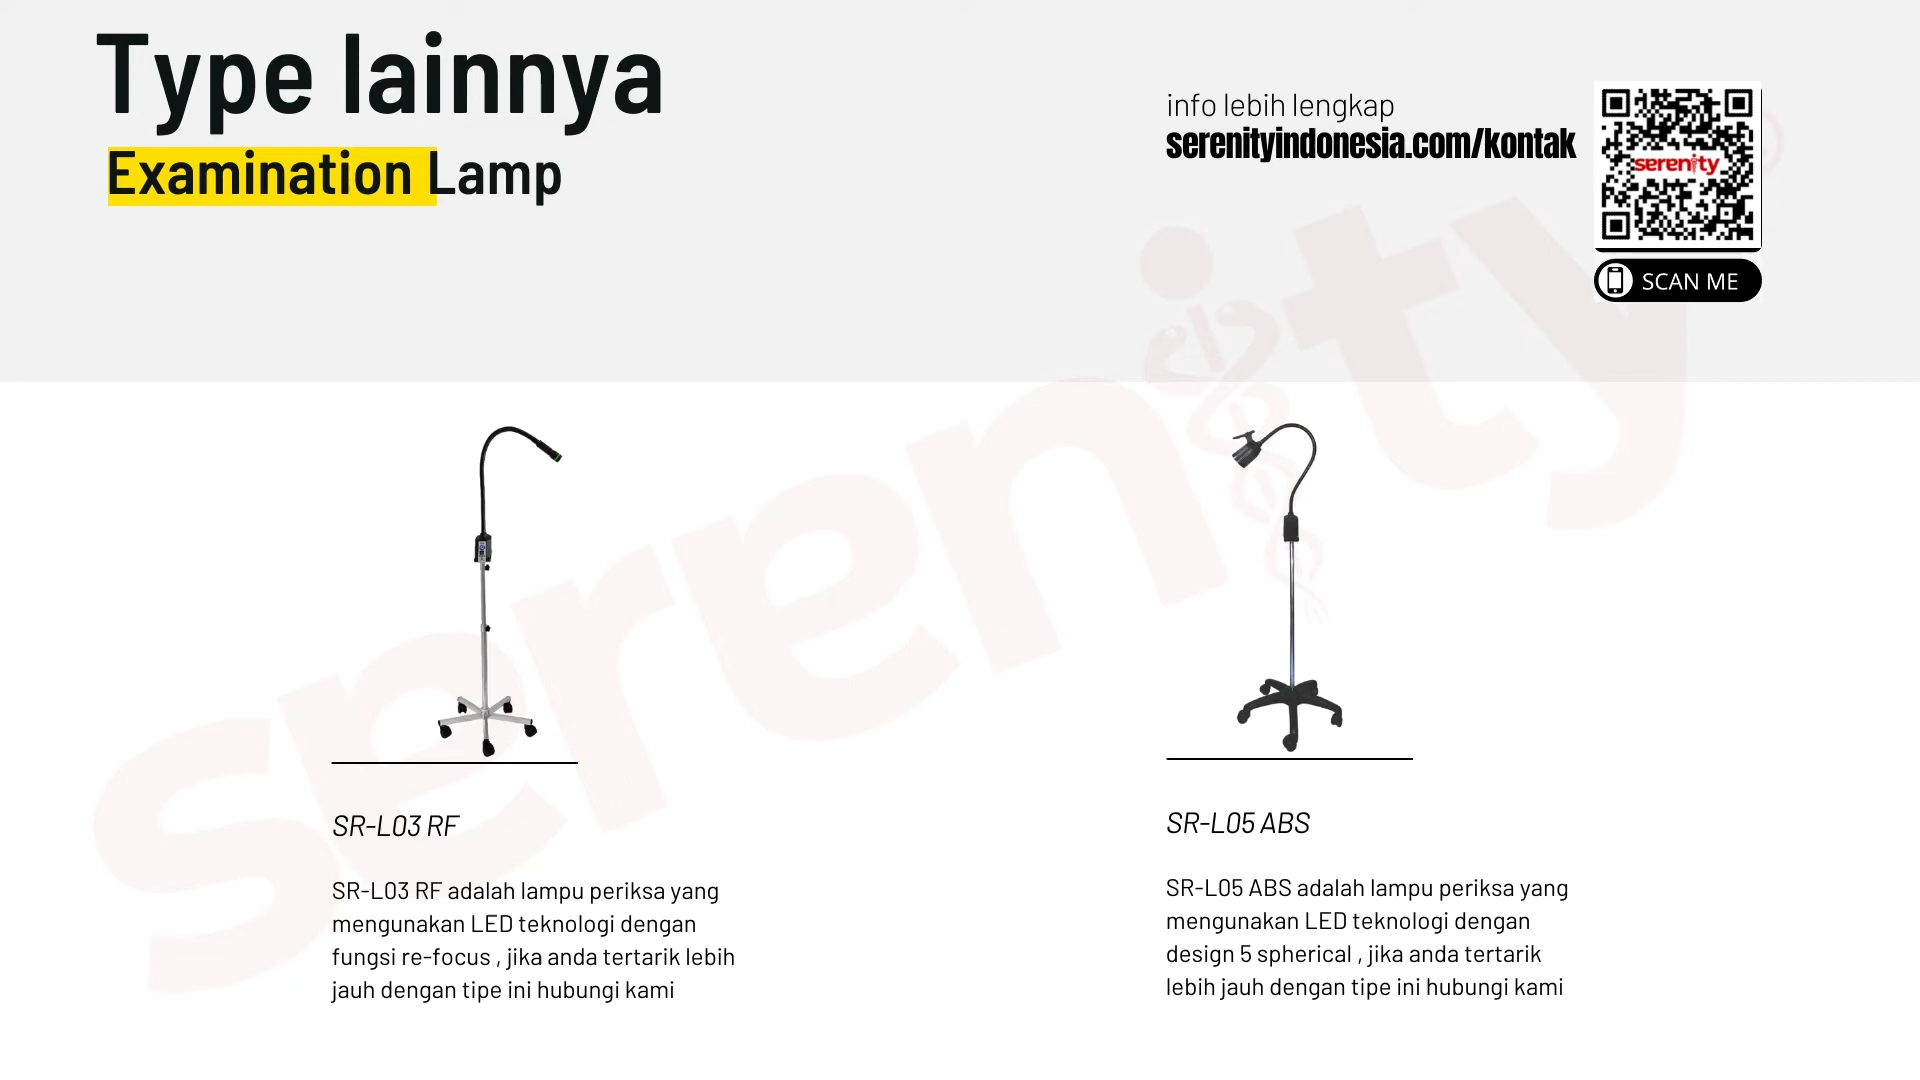 Type lainnya
Examination Lamp
info lebih lengkap
serenityindonesia.com/kontak
serenity
SCAN ME
serenity
SR-L03 RF
SR-L03 RF adalah lampu periksa yang
mengunakan LED teknologi dengan
fungsi re-focus , jika anda tertarik lebih
jauh dengan tipe ini hubungi kami
SR-L05 ABS
SR-L05 ABS adalah lampu periksa yang
mengunakan LED teknologi dengan
design 5 spherical , jika anda tertarik
lebih jauh dengan tipe ini hubungi kami